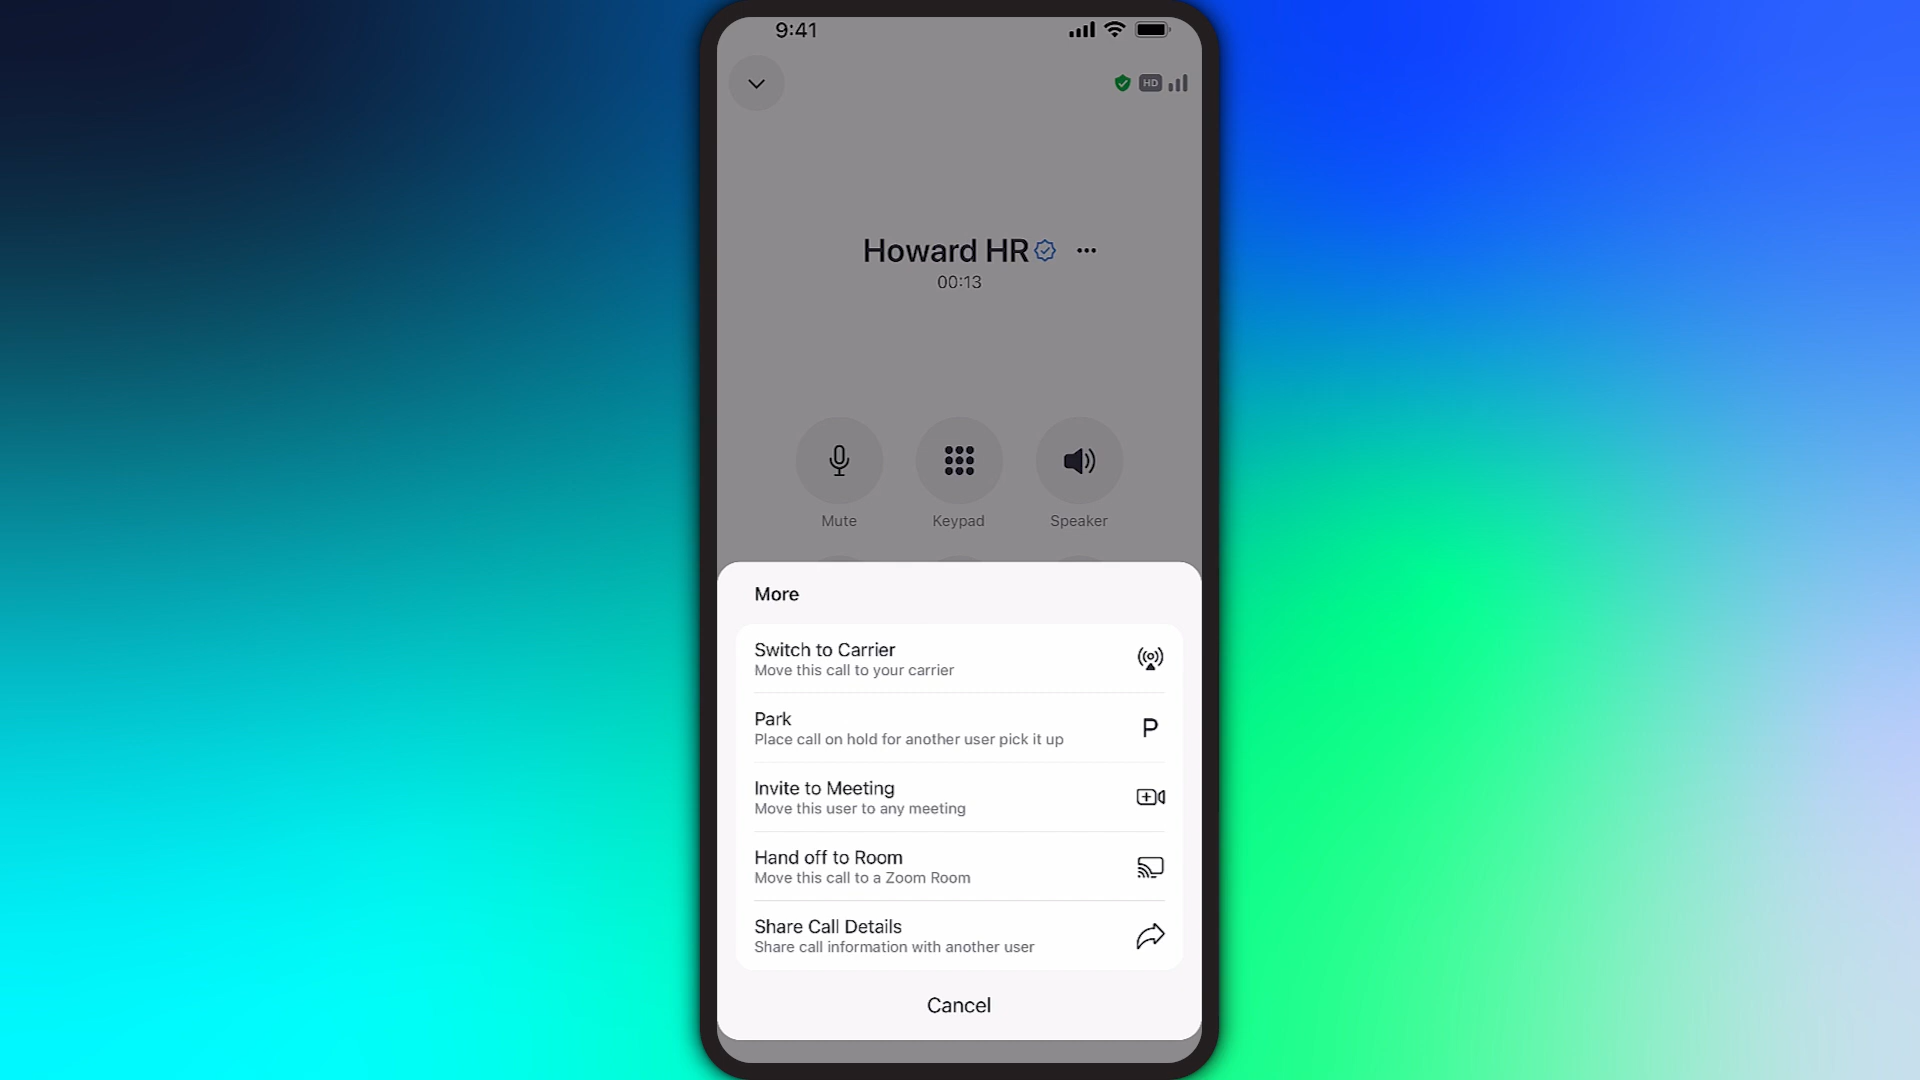 9:41
HD
Howard HR
00:13
Mute Keypad Speaker
More
Switch to Carrier
Move this call to your carrier
Park
Place call on hold for another user pick it up
P
Invite to Meeting
Move this user to any meeting
Hand off to Room
Move this call to a Zoom Room
Share Call Details
Share call information with another user
Cancel